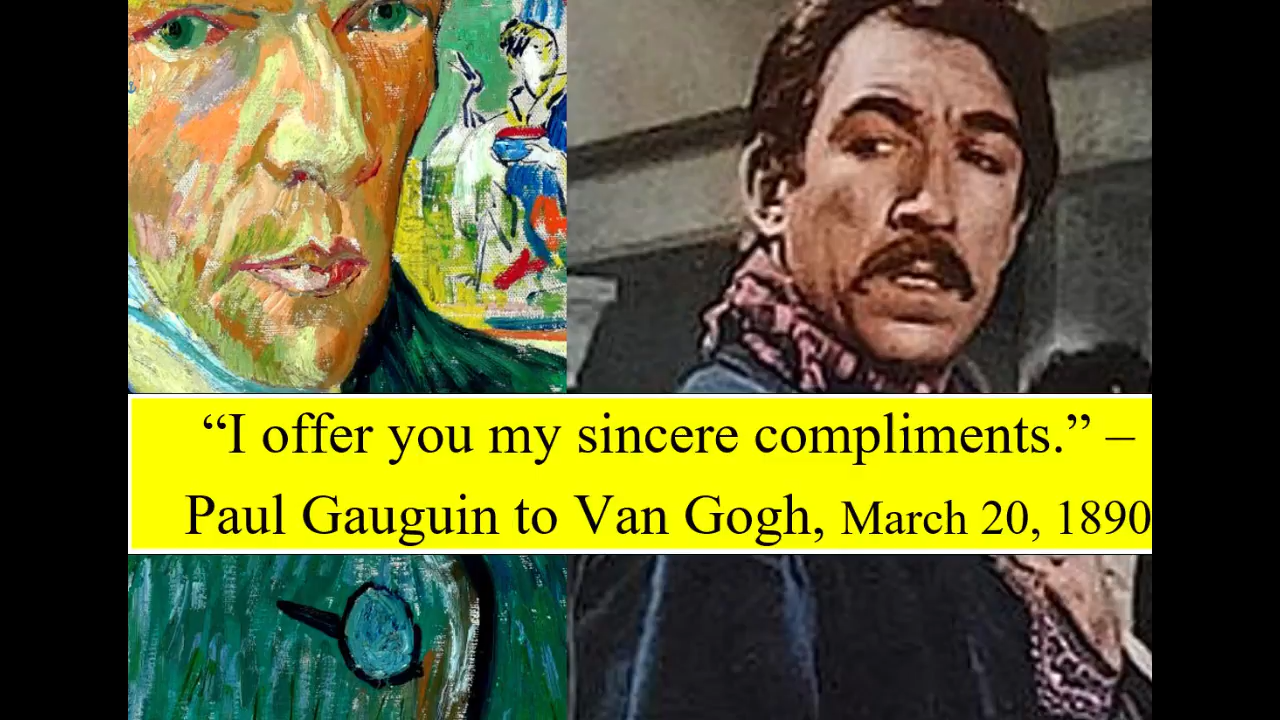 “I offer you my sincere compliments.” –
Paul Gauguin to Van Gogh, March 20, 1890